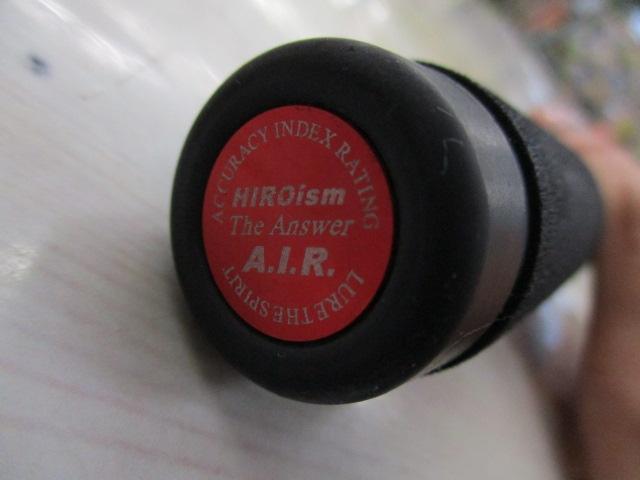 ACCURACY INDEX RATING
HIROism
The Answer
A.I.R.
LURE THE SPIRIT